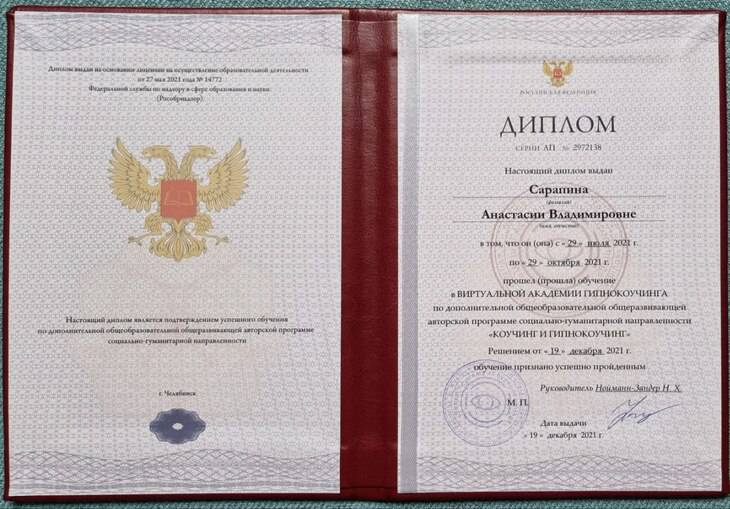 Диплом выдан на основании лицензии на осуществление образовательной деятельности
от 27 мая 2021 года № 14772
Федеральной службы по надзору в сфере образования и науки
(Рособрнадзор)
Настоящий диплом является подтверждением успешного обучения
по дополнительной общеобразовательной общеразвивающей авторской программе
социально-гуманитарной направленности
г. Челябинск
РОССИЙСКАЯ ФЕДЕРАЦИЯ
ДИПЛОМ
СЕРИИ АП № 2972138
Настоящий диплом выдан
Сарапина
(фамилия)
Анастасии Владимировне
(имя, отчество)
в том, что он (она) с « 29 » июля 2021 г.
по « 29 » октября 2021 г.
прошел (прошла) обучение
в ВИРТУАЛЬНОЙ АКАДЕМИИ ГИПНОКОУЧИНГА
по дополнительной общеобразовательной общеразвивающей
авторской программе социально-гуманитарной направленности
«КОУЧИНГ И ГИПНОКОУЧИНГ»
Решением от « 19 » декабря 2021 г.
обучение признано успешно пройденным
Руководитель Нойманн-Зандер Н. Х.
М. П.
Дата выдачи
« 19 » декабря 2021 г.